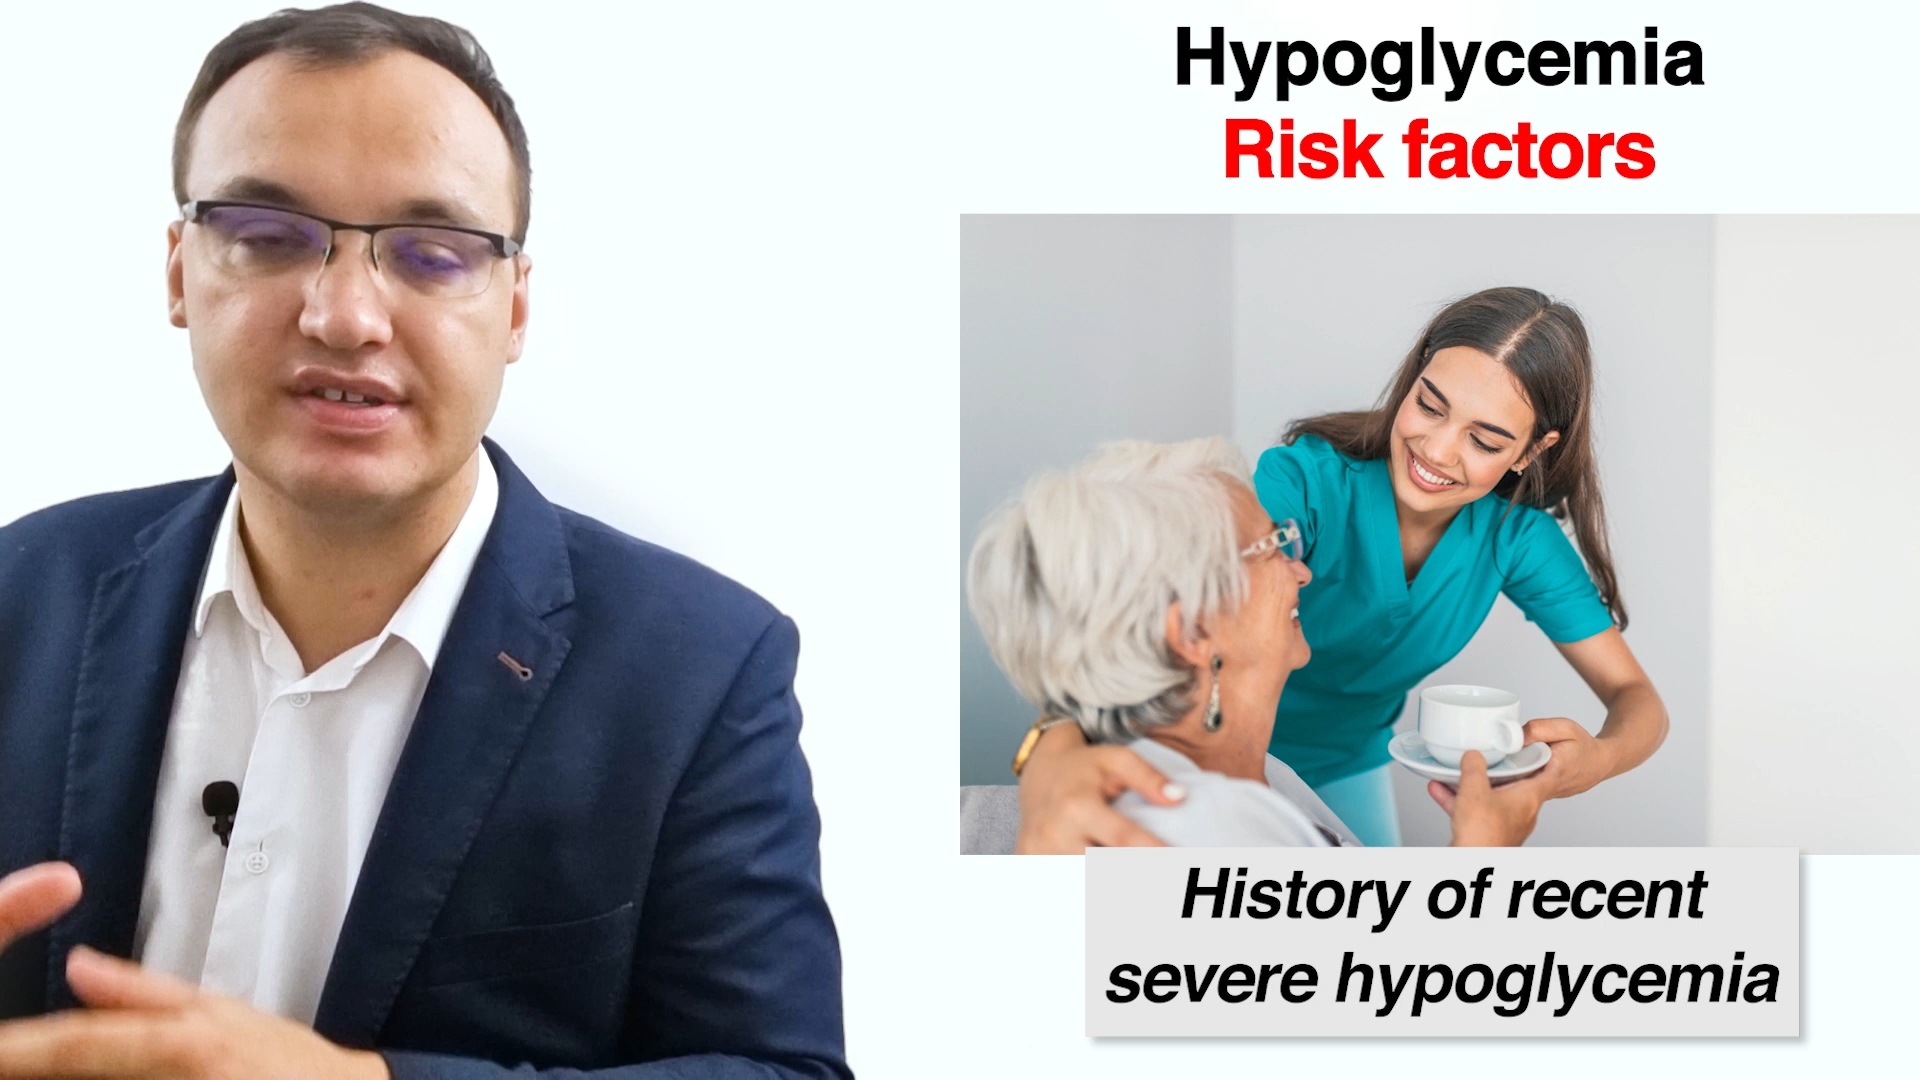 Hypoglycemia
Risk factors
History of recent
severe hypoglycemia